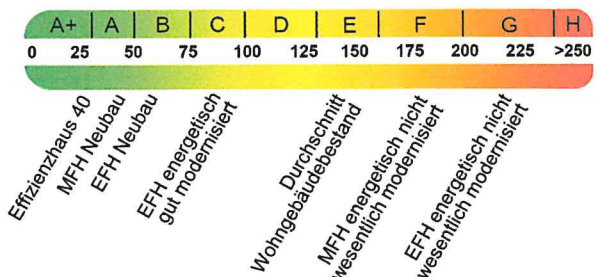 A+ A B C D E F G H
0 25 50 75 100 125 150 175 200 225 >250
Effizienzhaus 40
MFH Neubau
EFH Neubau
EFH energetisch
gut modernisiert
Durchschnitt
Wohngebäudebestand
MFH energetisch nicht
wesentlich modernisiert
EFH energetisch nicht
wesentlich modernisiert